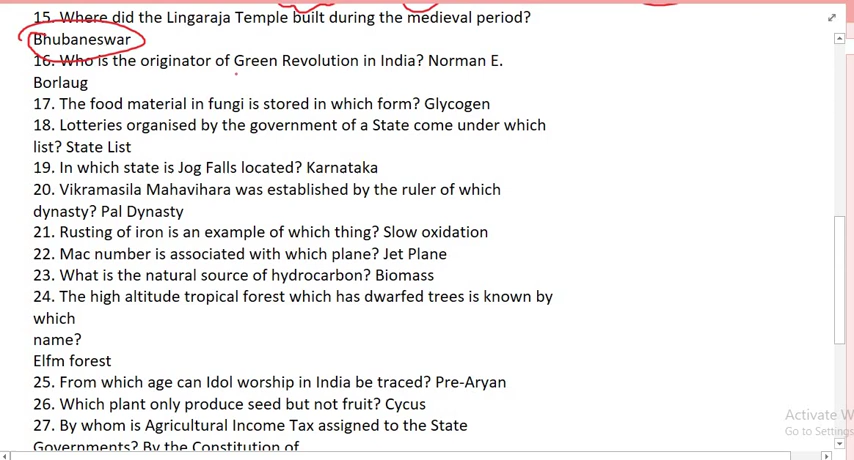 15. Where did the Lingaraja Temple built during the medieval period?
Bhubaneswar
16. Who is the originator of Green Revolution in India? Norman E.
Borlaug
17. The food material in fungi is stored in which form? Glycogen
18. Lotteries organised by the government of a State come under which
list? State List
19. In which state is Jog Falls located? Karnataka
20. Vikramasila Mahavihara was established by the ruler of which
dynasty? Pal Dynasty
21. Rusting of iron is an example of which thing? Slow oxidation
22. Mac number is associated with which plane? Jet Plane
23. What is the natural source of hydrocarbon? Biomass
24. The high altitude tropical forest which has dwarfed trees is known by
which
name?
Elfm forest
25. From which age can Idol worship in India be traced? Pre-Aryan
26. Which plant only produce seed but not fruit? Cycus
27. By whom is Agricultural Income Tax assigned to the State
Governments? By the Constitution of
Activate W
Go to Settings